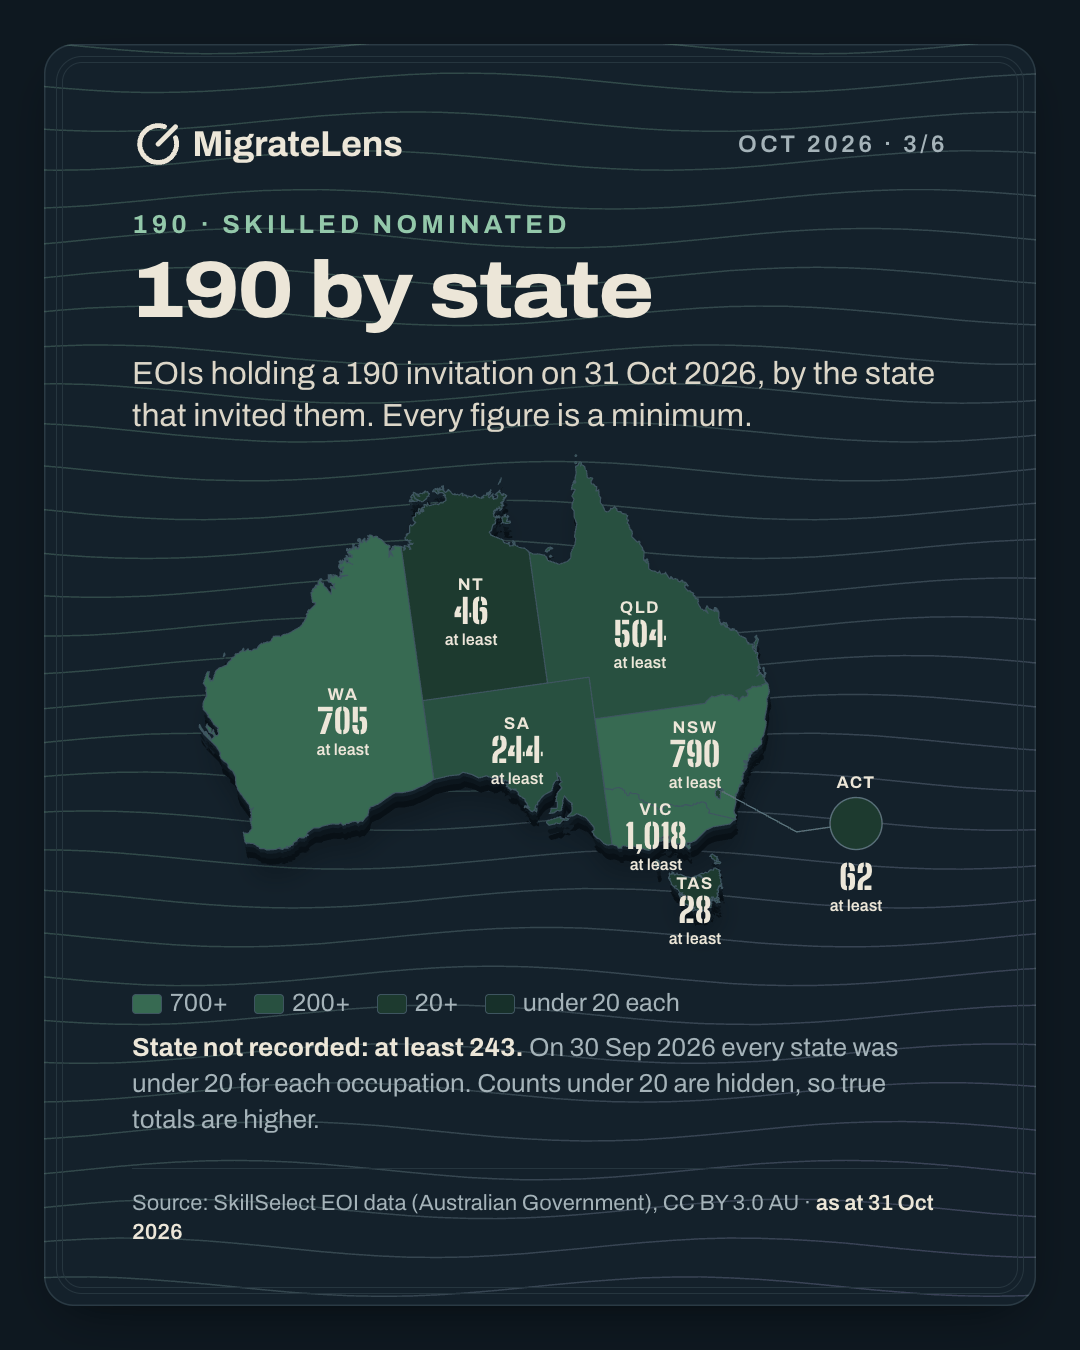 MigrateLens
OCT 2026 · 3/6
190 · SKILLED NOMINATED
190 by state
EOIs holding a 190 invitation on 31 Oct 2026, by the state
that invited them. Every figure is a minimum.
NT
46
at least
QLD
504
at least
WA
705
at least
SA
244
at least
NSW
790
at least
ACT
62
at least
VIC
1,018
at least
TAS
28
at least
700+ 200+ 20+ under 20 each
State not recorded: at least 243. On 30 Sep 2026 every state was
under 20 for each occupation. Counts under 20 are hidden, so true
totals are higher.
Source: SkillSelect EOI data (Australian Government), CC BY 3.0 AU · as at 31 Oct
2026